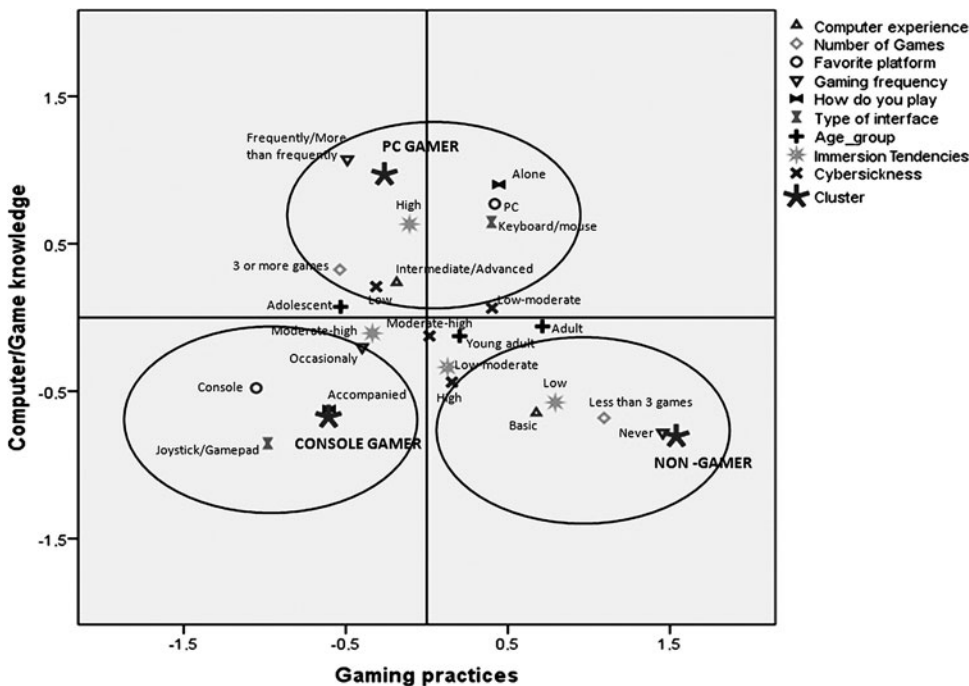 Computer experience
Number of Games
Favorite platform
Gaming frequency
How do you play
Type of interface
Age_group
Immersion Tendencies
Cybersickness
Cluster
Computer/Game knowledge
1.5
0.5
-0.5
-1.5
Frequently/More
than frequently
PC GAMER
Alone
High
PC
Keyboard/mouse
3 or more games
Intermediate/Advanced
Low
Low-moderate
Adolescent
Moderate-high
Moderate-high
Adult
Young adult
Occasionaly
Low-moderate
Console
Accompanied
High
Low
Less than 3 games
Basic
Never
CONSOLE GAMER
Joystick/Gamepad
NON -GAMER
-1.5
-0.5
0.5
1.5
Gaming practices